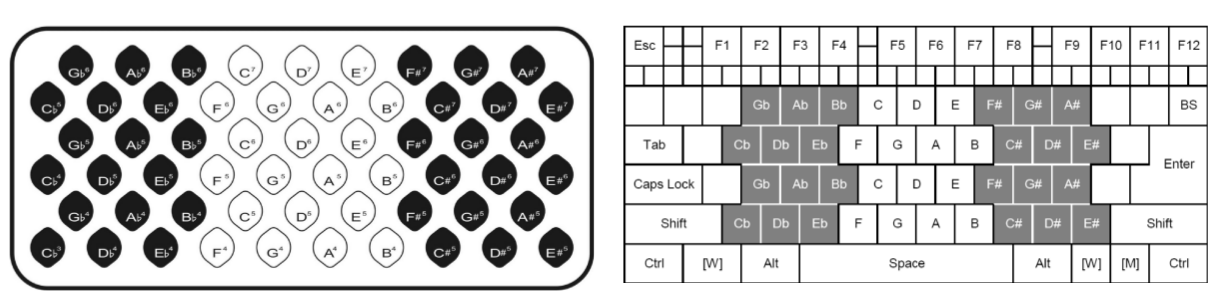 G♭⁶ A♭⁶ B♭⁶ C⁷ D⁷ E⁷ F#⁷ G#⁷ A#⁷
C♭⁵ D♭⁶ E♭⁶ F⁶ G⁶ A⁶ B⁶ C#⁷ D#⁷ E#⁷
G♭⁵ A♭⁵ B♭⁵ C⁶ D⁶ E⁶ F#⁶ G#⁶ A#⁶
C♭⁴ D♭⁵ E♭⁵ F⁵ G⁵ A⁵ B⁵ C#⁶ D#⁶ E#⁶
G♭⁴ A♭⁴ B♭⁴ C⁵ D⁵ E⁵ F#⁵ G#⁵ A#⁵
C♭³ D♭⁴ E♭⁴ F⁴ G⁴ A⁴ B⁴ C#⁵ D#⁵ E#⁵
Esc F1 F2 F3 F4 F5 F6 F7 F8 F9 F10 F11 F12
Gb Ab Bb C D E F# G# A# BS
Tab Cb Db Eb F G A B C# D# E# Enter
Caps Lock Gb Ab Bb C D E F# G# A#
Shift Cb Db Eb F G A B C# D# E# Shift
Ctrl [W] Alt Space Alt [W] [M] Ctrl